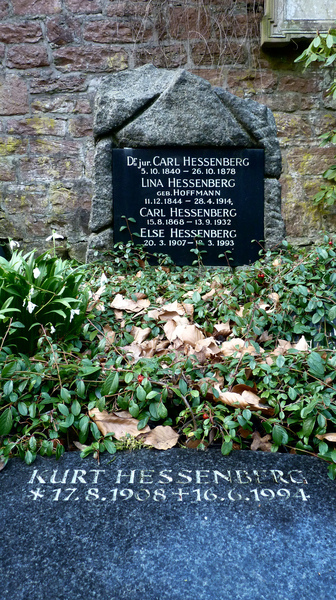 Dr. jur. CARL HESSENBERG
5.10.1840 – 26.10.1878
LINA HESSENBERG
GEB. HOFFMANN
11.12.1844 – 28.4.1914,
CARL HESSENBERG
15.8.1868 – 13.9.1932
ELSE HESSENBERG
20.3.1907 – 18.3.1993
KURT HESSENBERG
*17.8.1908 +16.6.1994